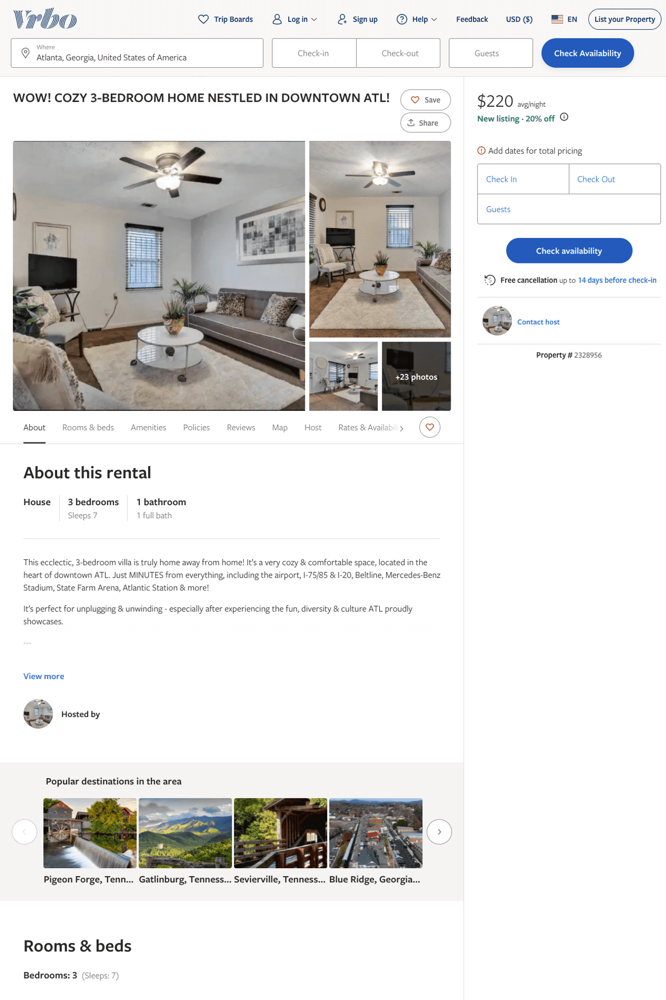 Vrbo
Trip Boards
Log in
Sign up
Help
Feedback
USD ($)
EN
List your Property
Where
Atlanta, Georgia, United States of America
Check-in
Check-out
Guests
Check Availability
WOW! COZY 3-BEDROOM HOME NESTLED IN DOWNTOWN ATL!
Save
Share
+23 photos
$220 avg/night
New listing · 20% off
Add dates for total pricing
Check In
Check Out
Guests
Check availability
Free cancellation up to 14 days before check-in
Contact host
Property # 2328956
About
Rooms & beds
Amenities
Policies
Reviews
Map
Host
Rates & Availabili
About this rental
House
3 bedrooms
Sleeps 7
1 bathroom
1 full bath
This ecclectic, 3-bedroom villa is truly home away from home! It’s a very cozy & comfortable space, located in the
heart of downtown ATL. Just MINUTES from everything, including the airport, I-75/85 & I-20, Beltline, Mercedes-Benz
Stadium, State Farm Arena, Atlantic Station & more!
It’s perfect for unplugging & unwinding - especially after experiencing the fun, diversity & culture ATL proudly
showcases.
---
View more
Hosted by
Popular destinations in the area
Pigeon Forge, Tenn...
Gatlinburg, Tenness...
Sevierville, Tenness...
Blue Ridge, Georgia...
Rooms & beds
Bedrooms: 3 (Sleeps: 7)